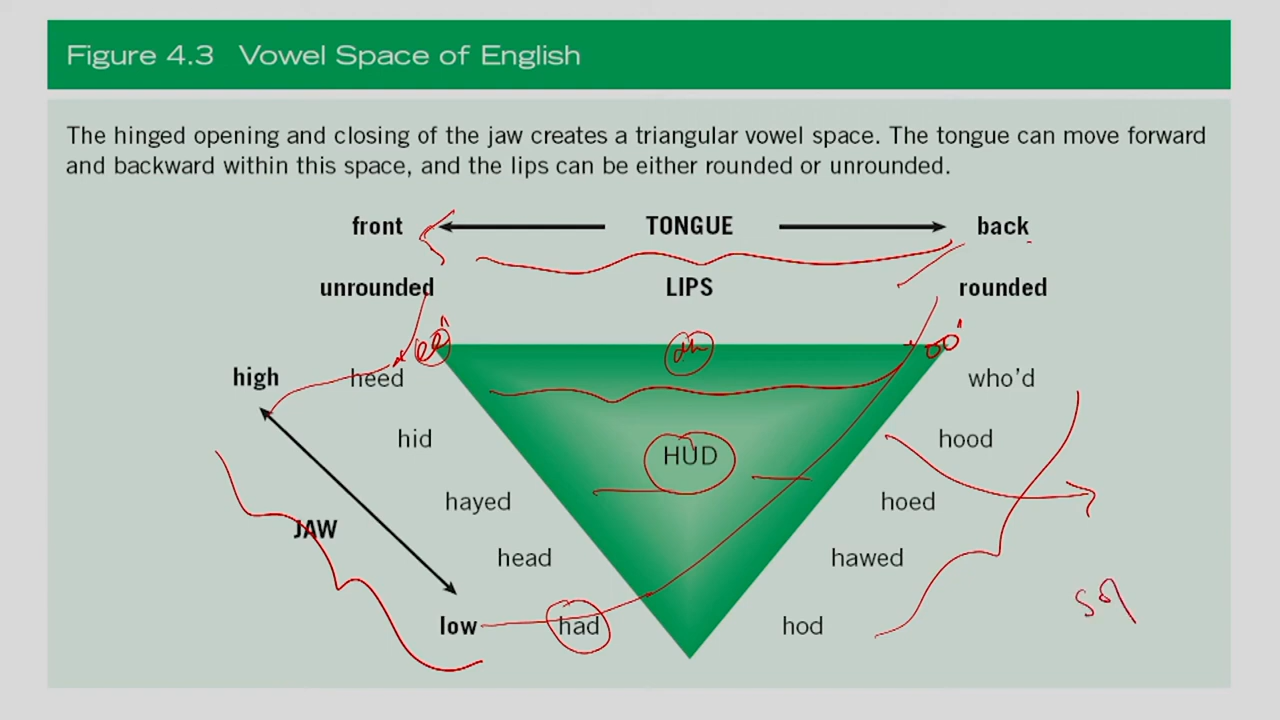 Figure 4.3 Vowel Space of English
The hinged opening and closing of the jaw creates a triangular vowel space. The tongue can move forward
and backward within this space, and the lips can be either rounded or unrounded.
front TONGUE back
unrounded LIPS rounded
high heed who'd
hid HUD hood
hayed hoed
JAW
head hawed
low had hod